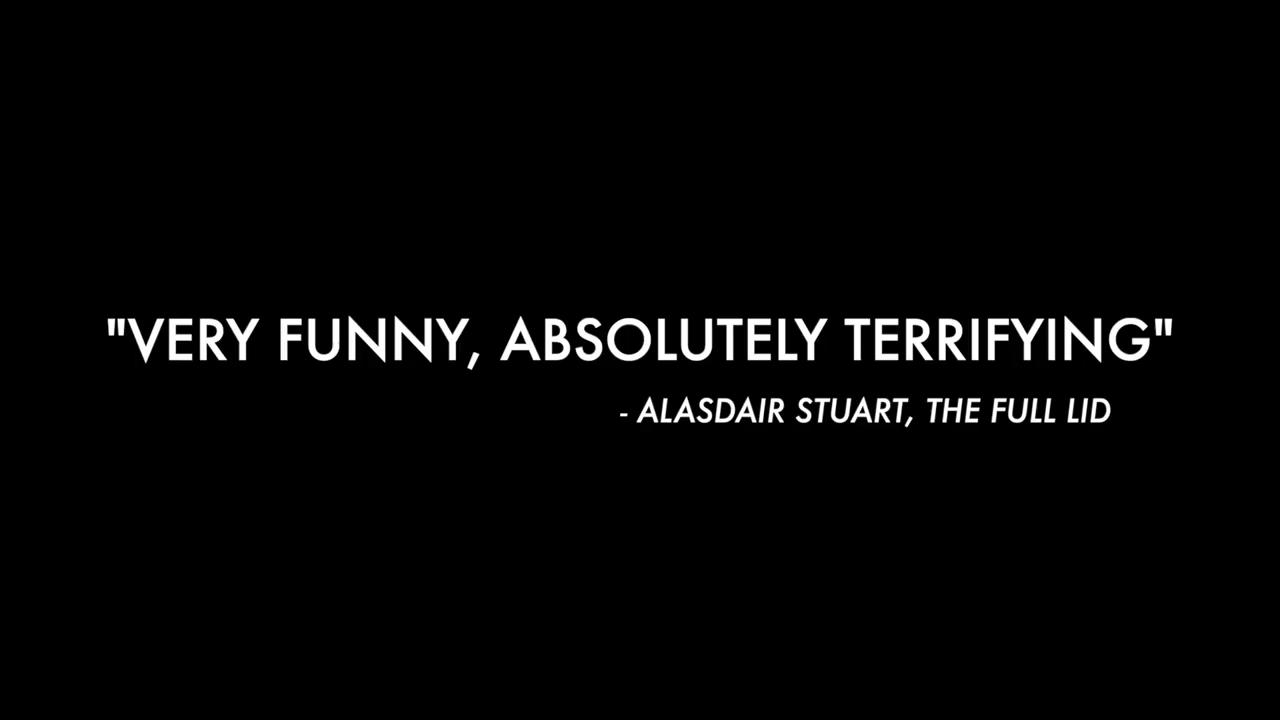 "VERY FUNNY, ABSOLUTELY TERRIFYING"
- ALASDAIR STUART, THE FULL LID